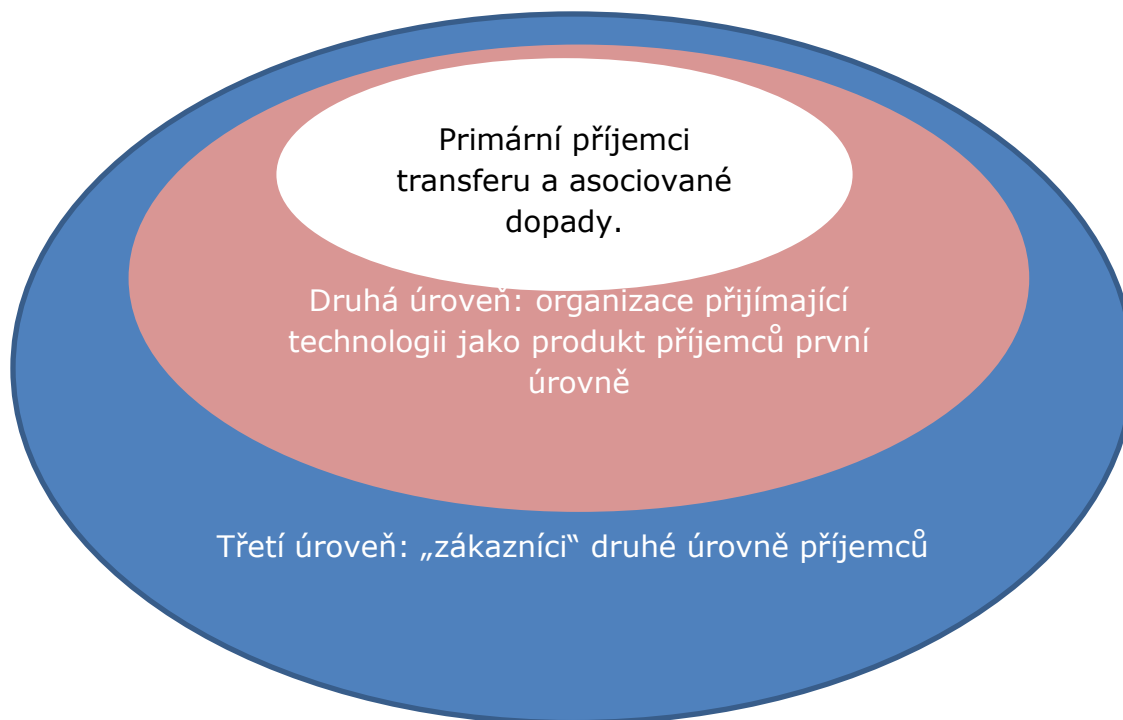 Primární příjemci
transferu a asociované
dopady.
Druhá úroveň: organizace přijímající
technologii jako produkt příjemců první
úrovně
Třetí úroveň: „zákazníci“ druhé úrovně příjemců